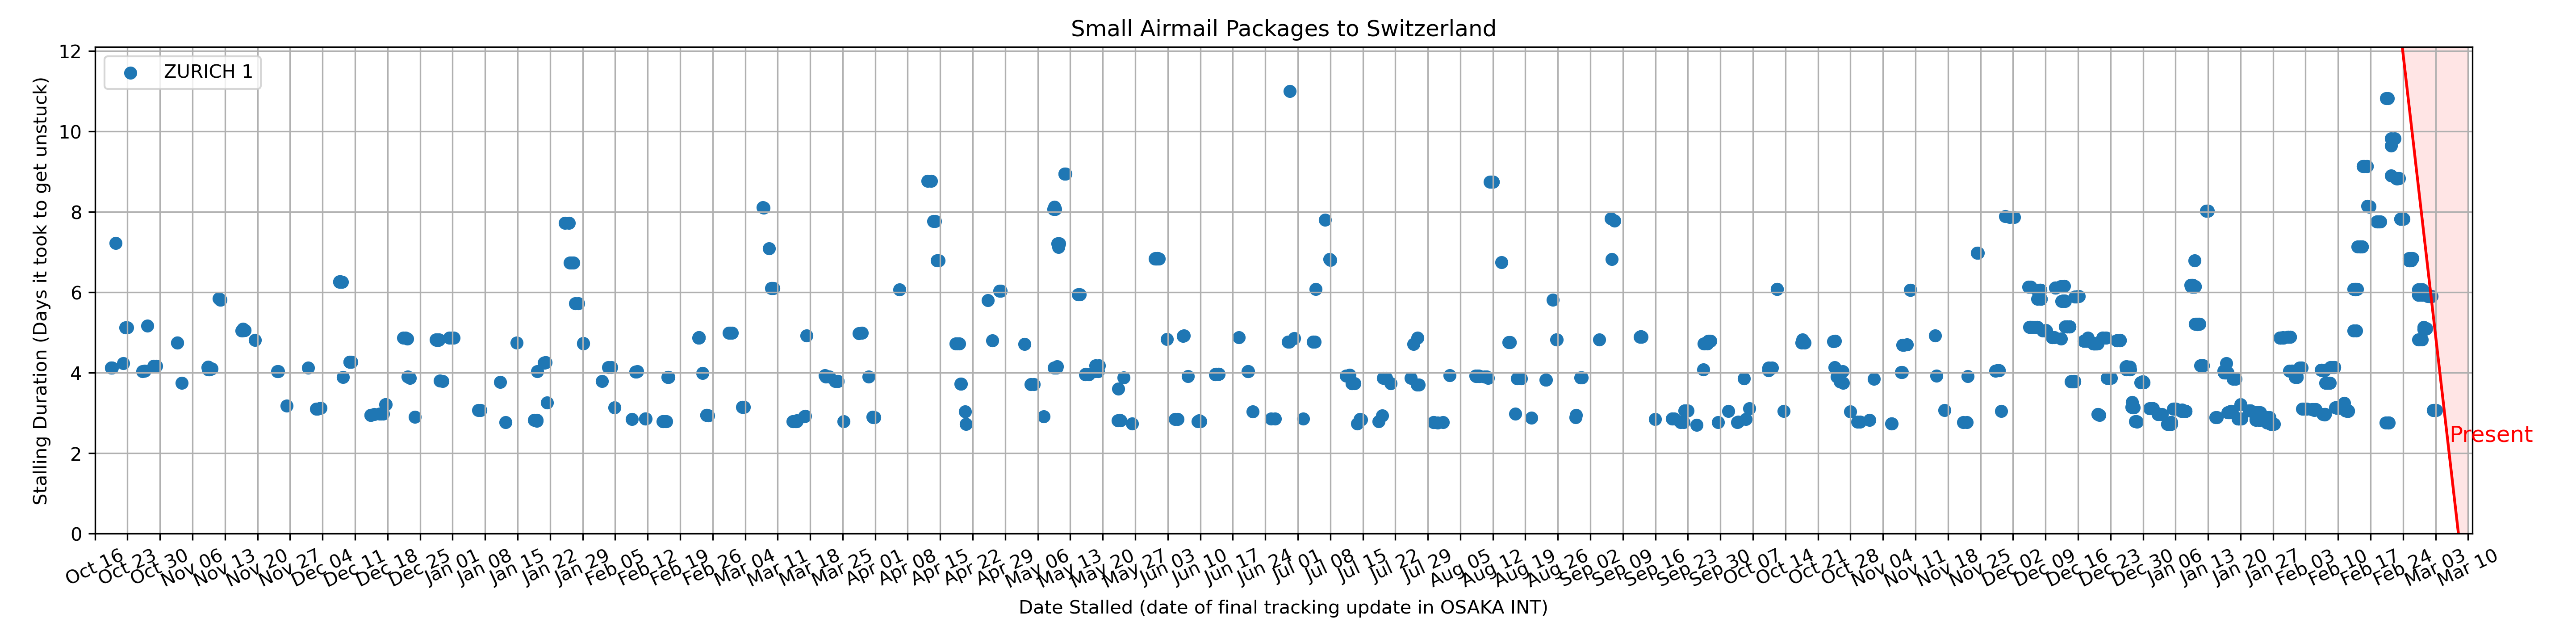 Small Airmail Packages to Switzerland
ZURICH 1
Stalling Duration (Days it took to get unstuck)
12
10
8
6
4
2
0
Present
Oct 16 Oct 23 Oct 30 Nov 06 Nov 13 Nov 20 Nov 27 Dec 04 Dec 11 Dec 18 Dec 25 Jan 01 Jan 08 Jan 15 Jan 22 Jan 29 Feb 05 Feb 12 Feb 19 Feb 26 Mar 04 Mar 11 Mar 18 Mar 25 Apr 01 Apr 08 Apr 15 Apr 22 Apr 29 May 06 May 13 May 20 May 27 Jun 03 Jun 10 Jun 17 Jun 24 Jul 01 Jul 08 Jul 15 Jul 22 Jul 29 Aug 05 Aug 12 Aug 19 Aug 26 Sep 02 Sep 09 Sep 16 Sep 23 Sep 30 Oct 07 Oct 14 Oct 21 Oct 28 Nov 04 Nov 11 Nov 18 Nov 25 Dec 02 Dec 09 Dec 16 Dec 23 Dec 30 Jan 06 Jan 13 Jan 20 Jan 27 Feb 03 Feb 10 Feb 17 Feb 24 Mar 03 Mar 10
Date Stalled (date of final tracking update in OSAKA INT)